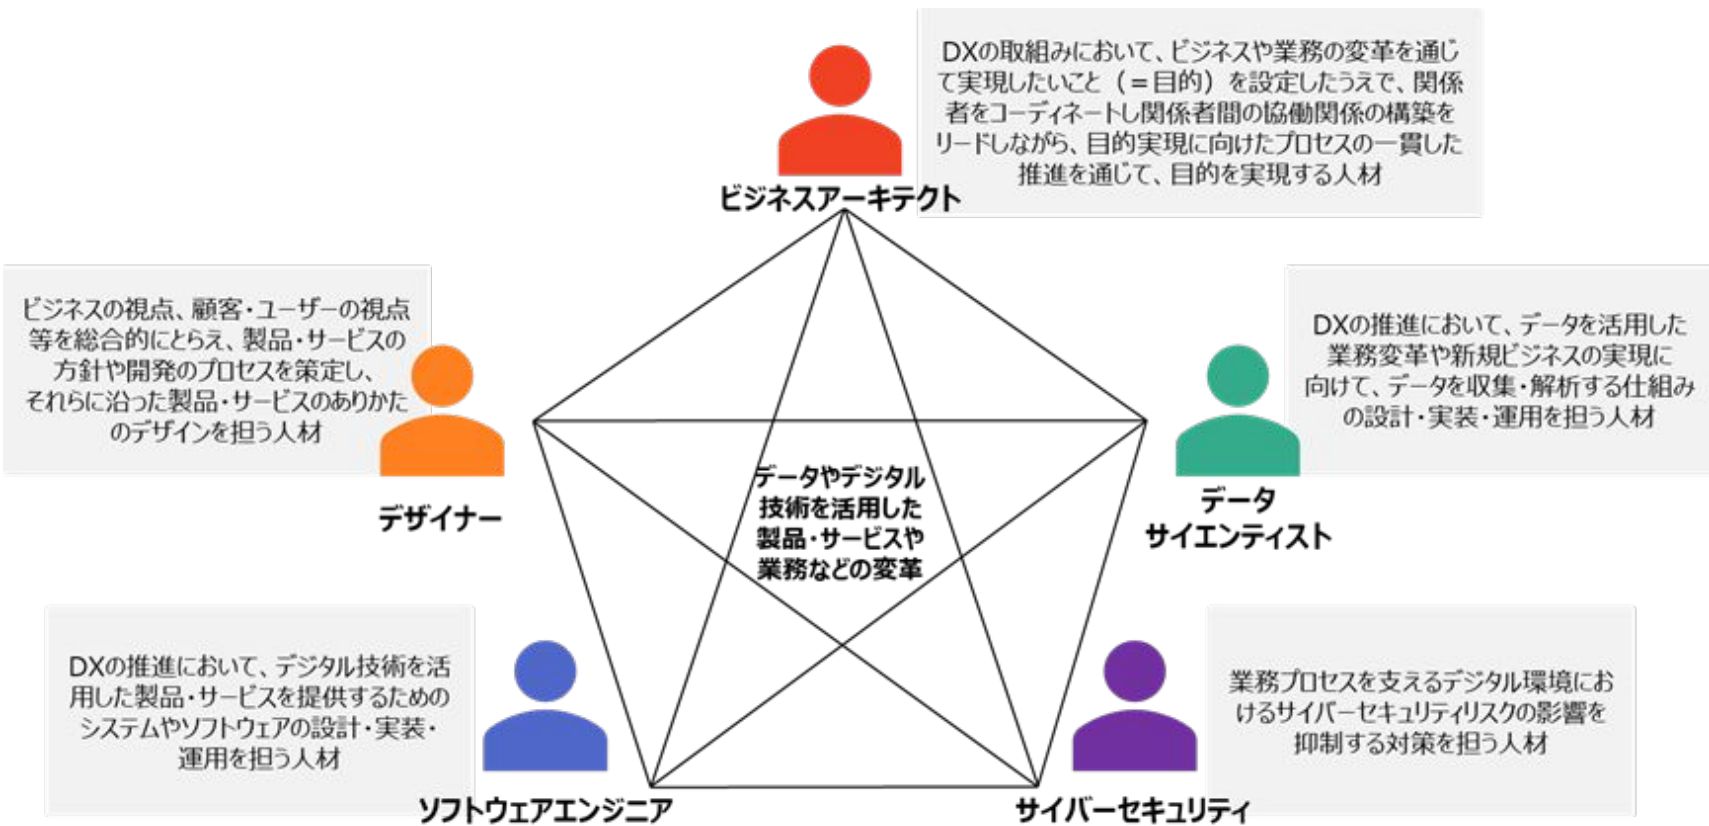 DXの取組みにおいて、ビジネスや業務の変革を通じ
て実現したいこと（＝目的）を設定したうえで、関係
者をコーディネートし関係者間の協働関係の構築を
リードしながら、目的実現に向けたプロセスの一貫した
推進を通じて、目的を実現する人材
ビジネスアーキテクト
ビジネスの視点、顧客・ユーザーの視点
等を総合的にとらえ、製品・サービスの
方針や開発のプロセスを策定し、
それらに沿った製品・サービスのありかた
のデザインを担う人材
デザイナー
DXの推進において、データを活用した
業務変革や新規ビジネスの実現に
向けて、データを収集・解析する仕組み
の設計・実装・運用を担う人材
データ
サイエンティスト
データやデジタル
技術を活用した
製品・サービスや
業務などの変革
DXの推進において、デジタル技術を活
用した製品・サービスを提供するための
システムやソフトウェアの設計・実装・
運用を担う人材
ソフトウェアエンジニア
業務プロセスを支えるデジタル環境にお
けるサイバーセキュリティリスクの影響を
抑制する対策を担う人材
サイバーセキュリティ